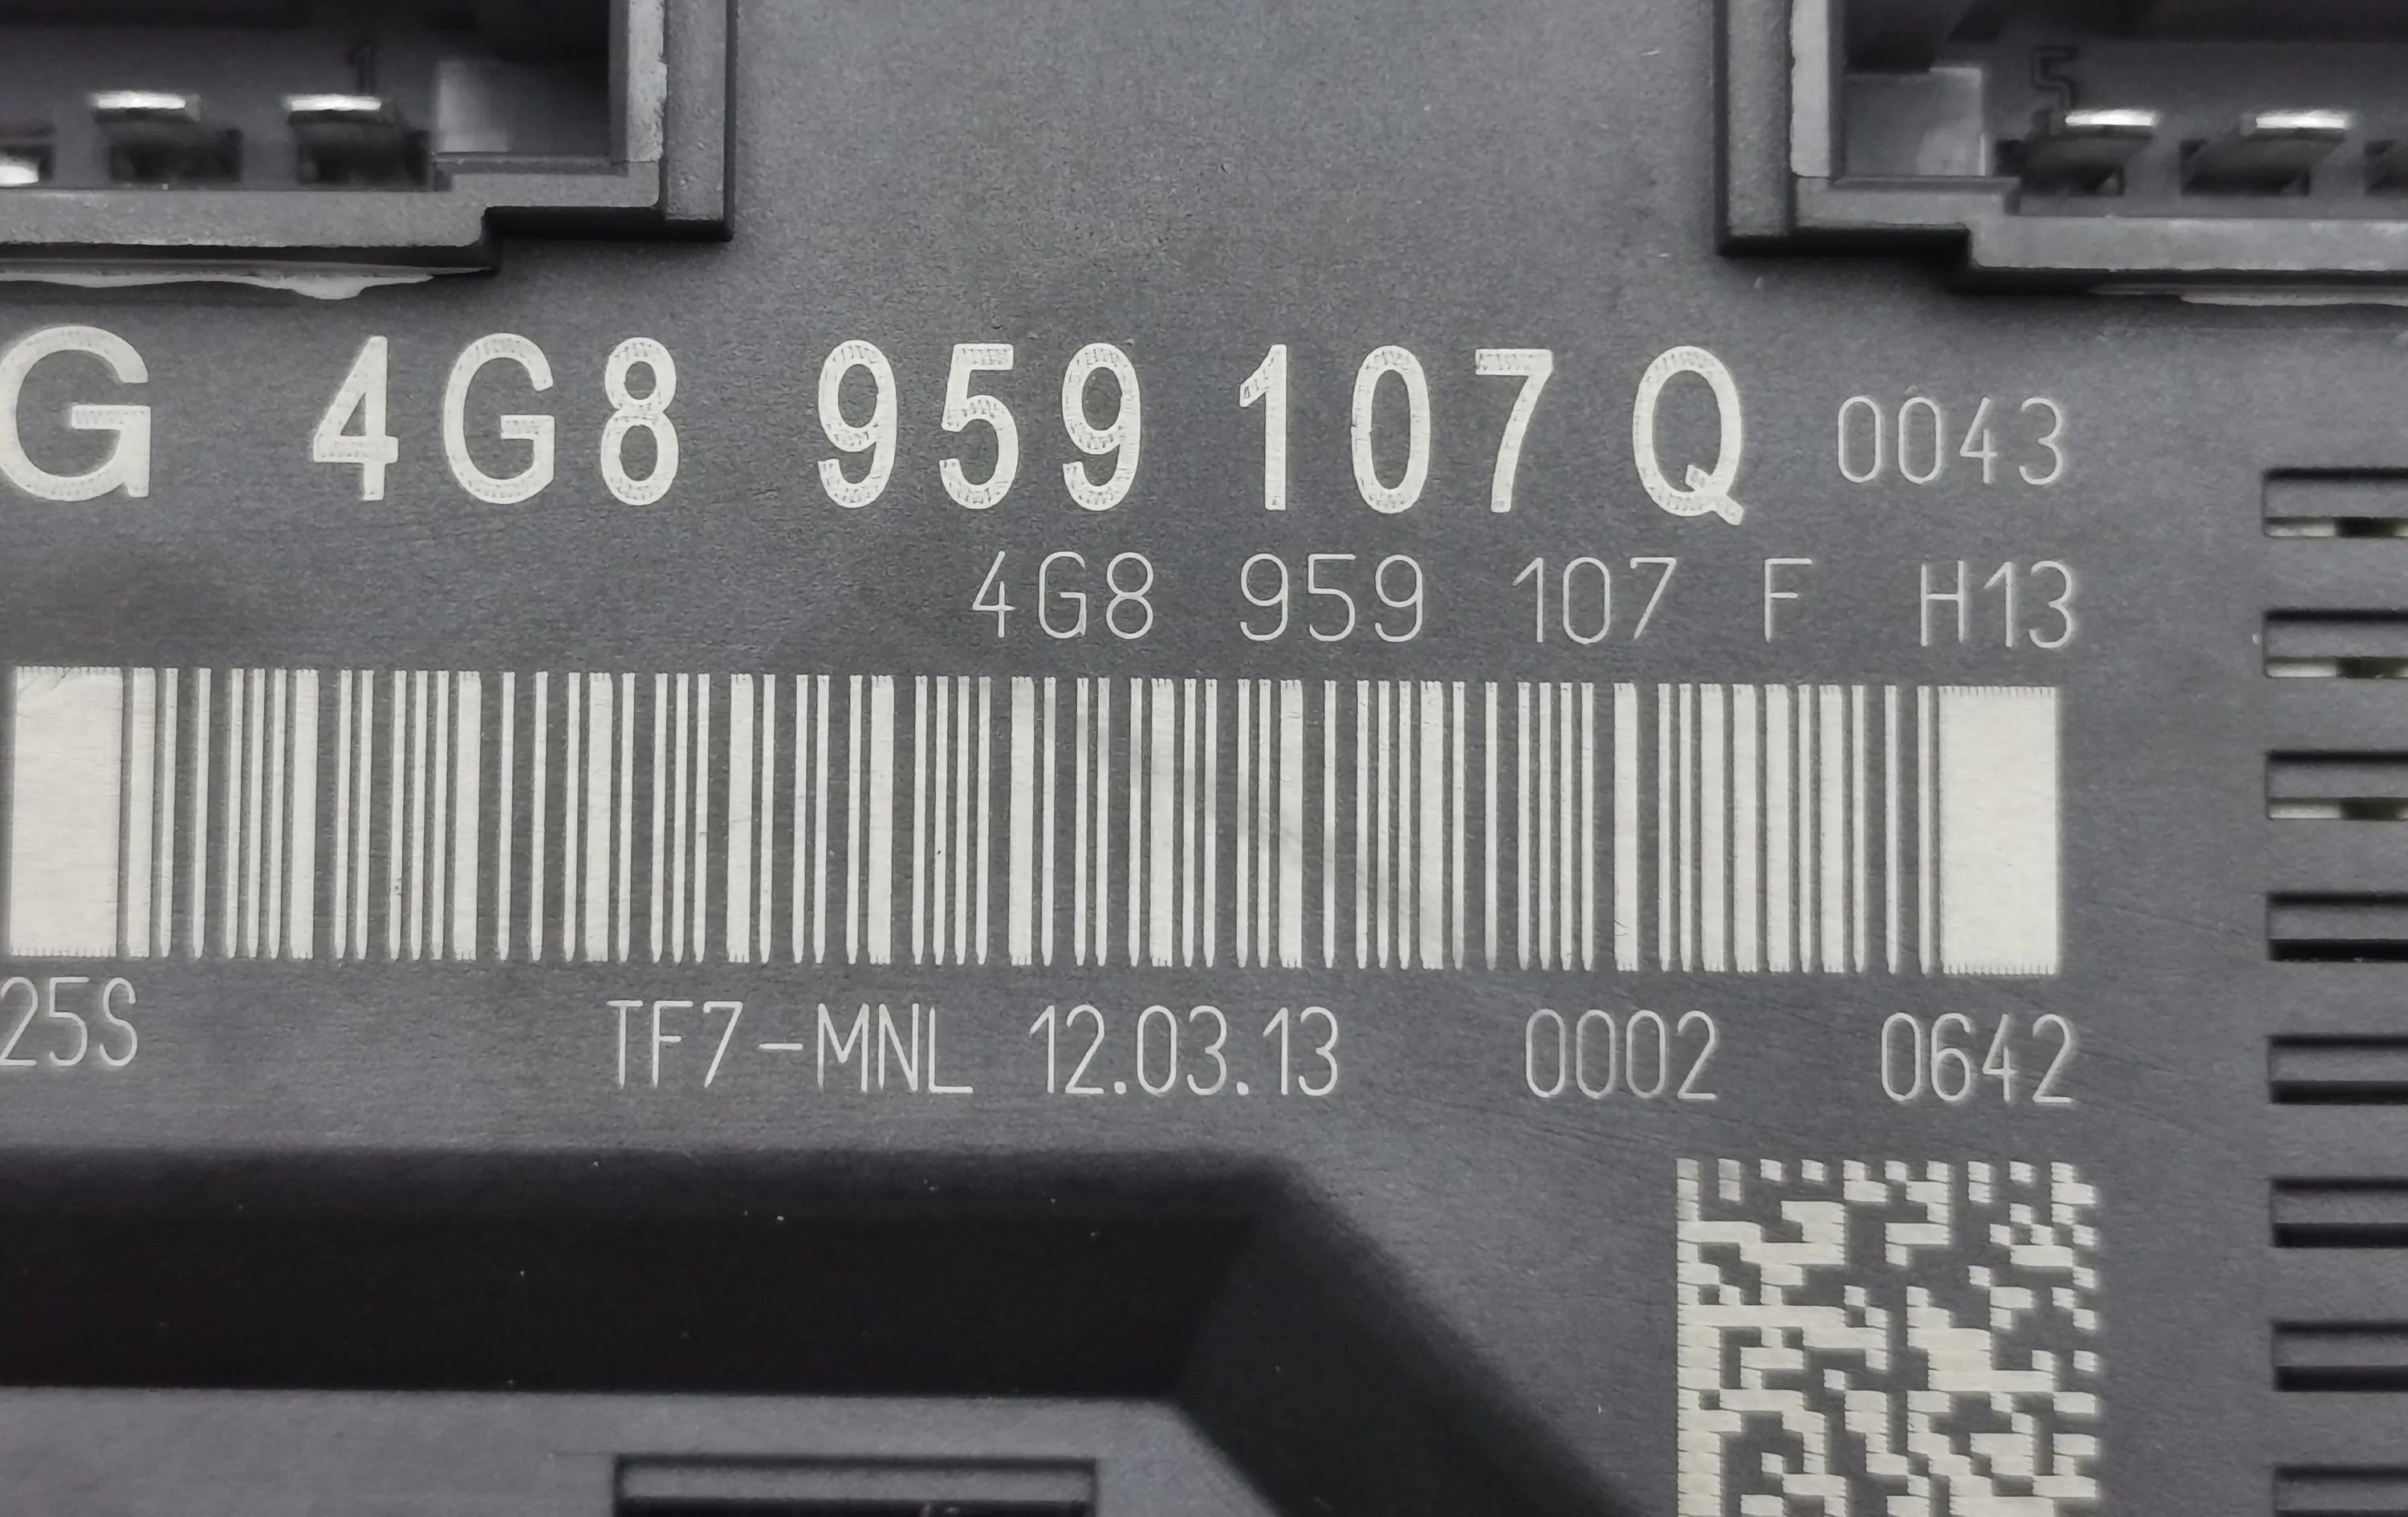 1
5
G 4G8 959 107 Q 0043
4G8 959 107 F H13
25S TF7-MNL 12.03.13 0002 0642